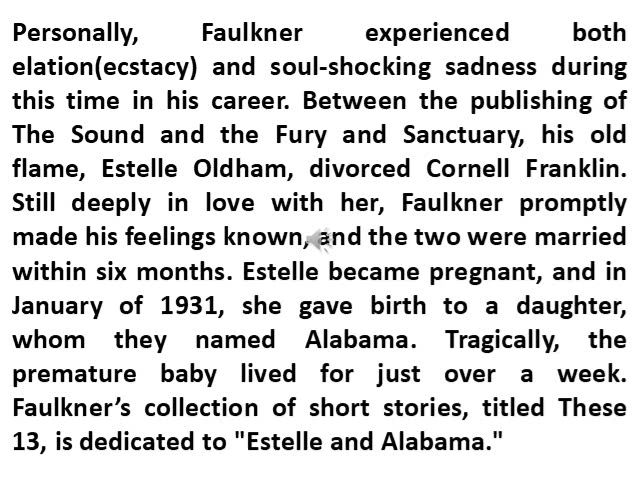 Personally, Faulkner experienced both
elation(ecstacy) and soul-shocking sadness during
this time in his career. Between the publishing of
The Sound and the Fury and Sanctuary, his old
flame, Estelle Oldham, divorced Cornell Franklin.
Still deeply in love with her, Faulkner promptly
made his feelings known, and the two were married
within six months. Estelle became pregnant, and in
January of 1931, she gave birth to a daughter,
whom they named Alabama. Tragically, the
premature baby lived for just over a week.
Faulkner’s collection of short stories, titled These
13, is dedicated to "Estelle and Alabama."